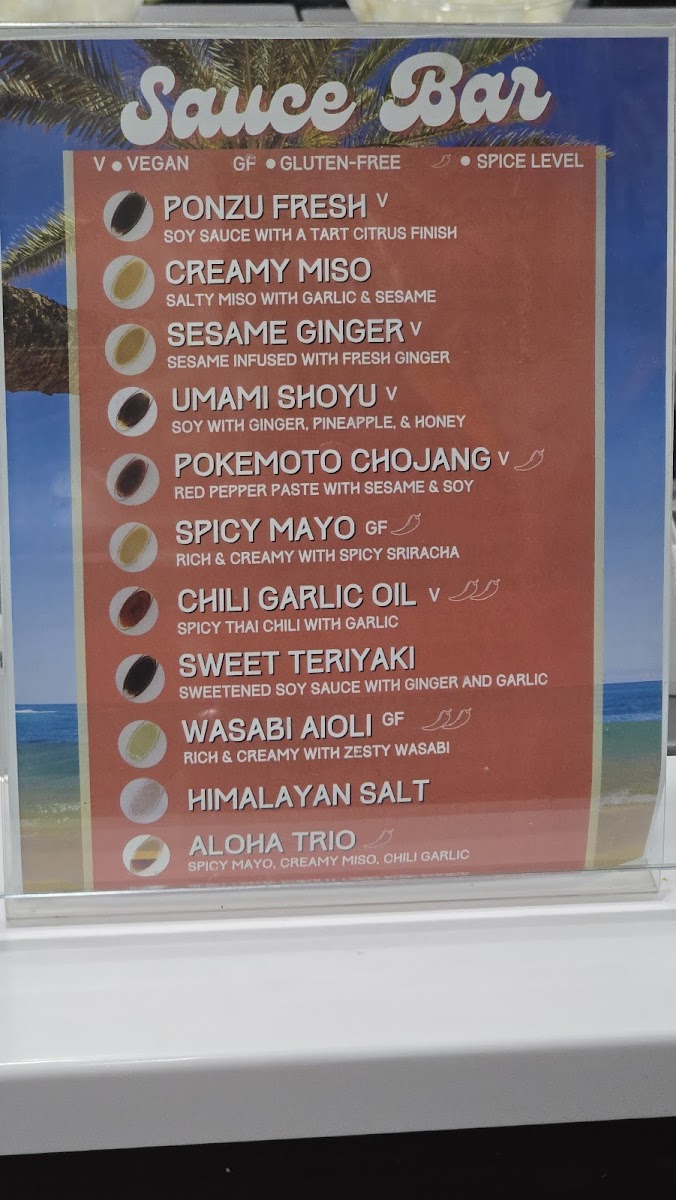 Sauce Bar
V • VEGAN GF • GLUTEN-FREE • SPICE LEVEL
PONZU FRESH V
SOY SAUCE WITH A TART CITRUS FINISH
CREAMY MISO
SALTY MISO WITH GARLIC & SESAME
SESAME GINGER V
SESAME INFUSED WITH FRESH GINGER
UMAMI SHOYU V
SOY WITH GINGER, PINEAPPLE, & HONEY
POKEMOTO CHOJANG V
RED PEPPER PASTE WITH SESAME & SOY
SPICY MAYO GF
RICH & CREAMY WITH SPICY SRIRACHA
CHILI GARLIC OIL V
SPICY THAI CHILI WITH GARLIC
SWEET TERIYAKI
SWEETENED SOY SAUCE WITH GINGER AND GARLIC
WASABI AIOLI GF
RICH & CREAMY WITH ZESTY WASABI
HIMALAYAN SALT
ALOHA TRIO
SPICY MAYO, CREAMY MISO, CHILI GARLIC